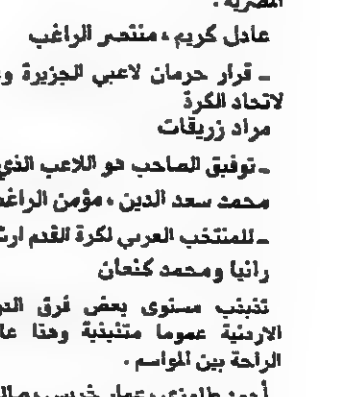 المصرية .
عادل كريم ، منتصر الراغب
ـ قرار حرمان لاعبي الجزيرة و
لاتحاد الكرة
مراد زريقات
ـ توفيق الصاحب هو اللاعب الذي
محمد سعد الدين ، مؤمن الراغب
ـ للمنتخب العربي لكرة القدم
رانيا ومحمد كنعان
تذبذب مستوى بعض فرق
الاردنية عموما متذبذبة وهذا
الراحة بين المواسم .
أحمد